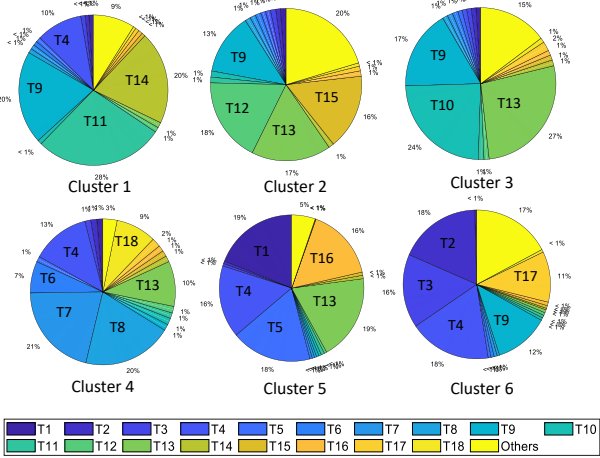 10%
9%
20%
28%
20%
< 1%
1%
T4
T14
T9
T11
Cluster 1
20%
13%
1%
1%
18%
17%
1%
16%
T9
T12
T13
T15
Cluster 2
15%
17%
24%
27%
1%
2%
1%
1%
T9
T10
T13
Cluster 3
3%
9%
13%
1%
7%
21%
20%
10%
2%
1%
T18
T4
T6
T7
T8
T13
Cluster 4
5%
< 1%
19%
16%
16%
18%
19%
< 1%
T1
T16
T4
T5
T13
Cluster 5
< 1%
18%
17%
16%
18%
12%
11%
< 1%
T2
T3
T4
T9
T17
Cluster 6
T1 T2 T3 T4 T5 T6 T7 T8 T9 T10
T11 T12 T13 T14 T15 T16 T17 T18 Others